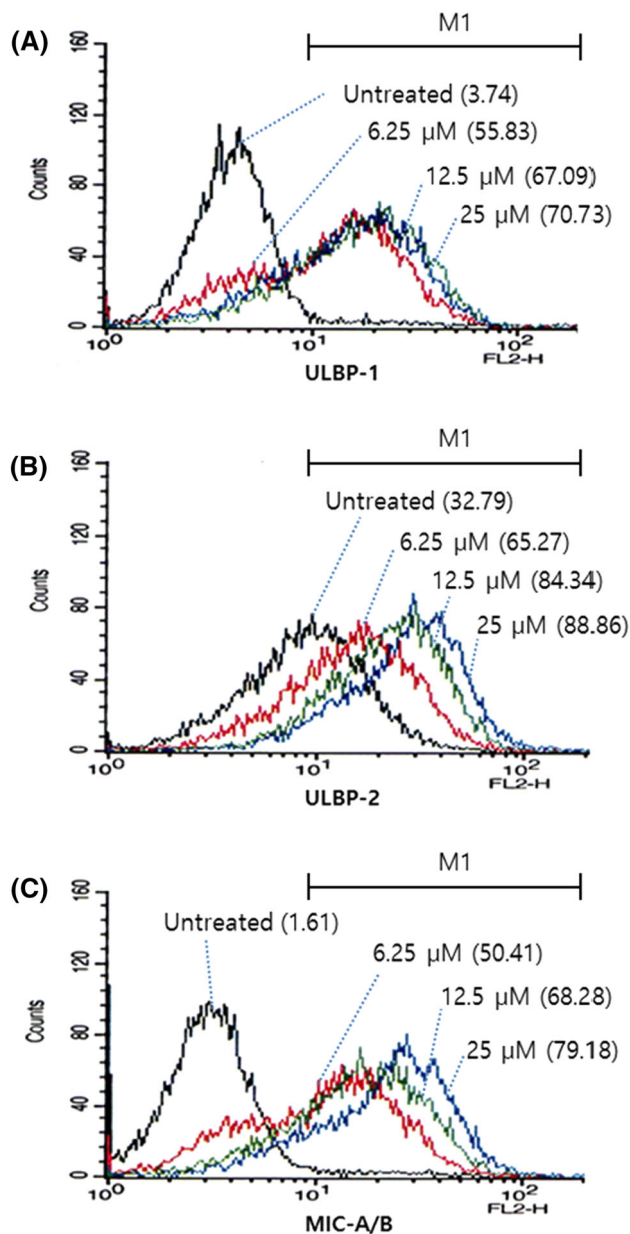 (A)
M1
160
120
80
40
0
Counts
Untreated (3.74)
6.25 μM (55.83)
12.5 μM (67.09)
25 μM (70.73)
10⁰ 10¹ 10²
FL2-H
ULBP-1
(B)
M1
160
120
80
40
0
Counts
Untreated (32.79)
6.25 μM (65.27)
12.5 μM (84.34)
25 μM (88.86)
10⁰ 10¹ 10²
FL2-H
ULBP-2
(C)
M1
160
120
80
40
0
Counts
Untreated (1.61)
6.25 μM (50.41)
12.5 μM (68.28)
25 μM (79.18)
10⁰ 10¹ 10²
FL2-H
MIC-A/B